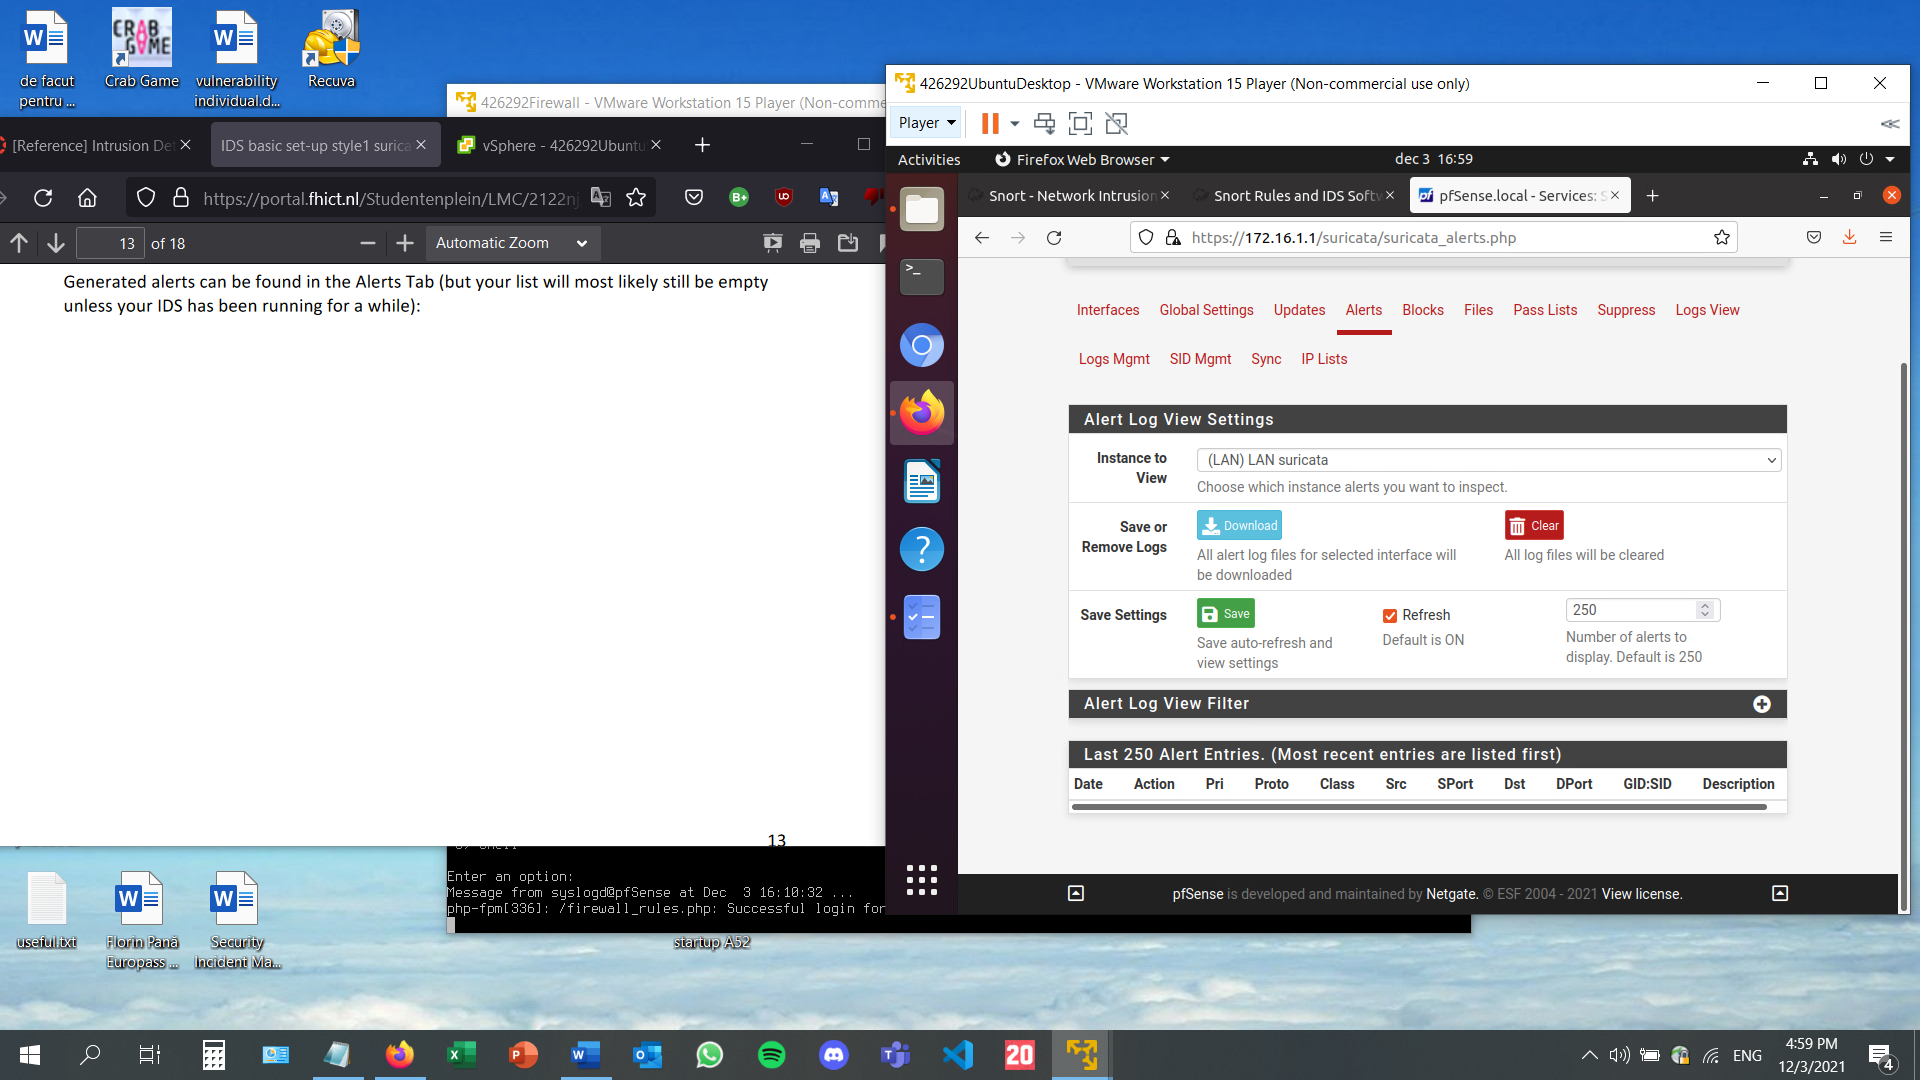 de facut
pentru ...
Crab Game
vulnerability
individual.d...
Recuva
CRAB
GAME
426292Firewall - VMware Workstation 15 Player (Non-comme
[Reference] Intrusion De
IDS basic set-up style1 surica
vSphere - 426292Ubuntu
https://portal.fhict.nl/Studentenplein/LMC/2122nj
13 of 18
Automatic Zoom
Generated alerts can be found in the Alerts Tab (but your list will most likely still be empty
unless your IDS has been running for a while):
13
Enter an option:
Message from syslogd@pfSense at Dec  3 16:10:32 ...
php-fpm[336]: /firewall_rules.php: Successful login for
426292UbuntuDesktop - VMware Workstation 15 Player (Non-commercial use only)
Player
Activities
Firefox Web Browser
dec 3 16:59
Snort - Network Intrusion
Snort Rules and IDS Softw
pfSense.local - Services: S
https://172.16.1.1/suricata/suricata_alerts.php
Interfaces Global Settings Updates Alerts Blocks Files Pass Lists Suppress Logs View
Logs Mgmt SID Mgmt Sync IP Lists
Alert Log View Settings
Instance to
View
(LAN) LAN suricata
Choose which instance alerts you want to inspect.
Save or
Remove Logs
Download
All alert log files for selected interface will
be downloaded
Clear
All log files will be cleared
Save Settings
Save
Save auto-refresh and
view settings
Refresh
Default is ON
250
Number of alerts to
display. Default is 250
Alert Log View Filter
Last 250 Alert Entries. (Most recent entries are listed first)
Date Action Pri Proto Class Src SPort Dst DPort GID:SID Description
pfSense is developed and maintained by Netgate. © ESF 2004 - 2021 View license.
useful.txt
Florin Pană
Europass ...
Security
Incident Ma...
startup A52
20
ENG
4:59 PM
12/3/2021
4